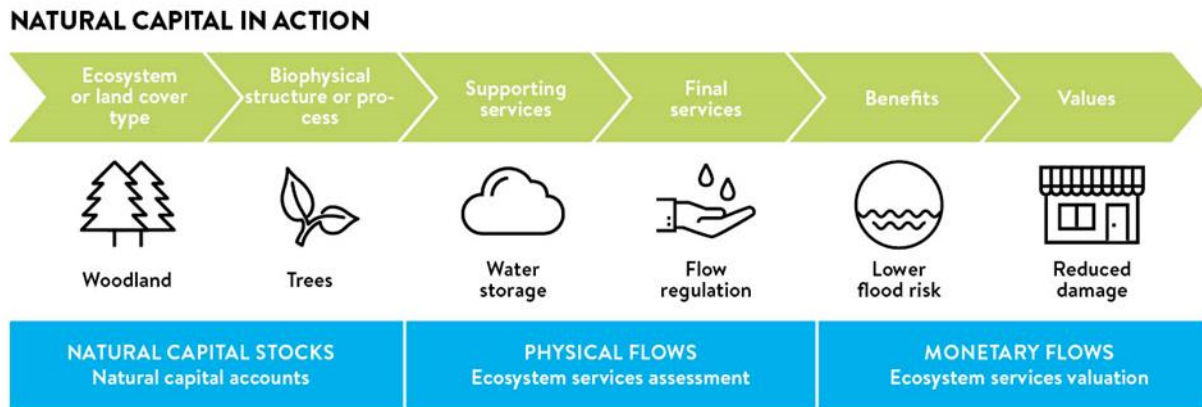 NATURAL CAPITAL IN ACTION
Ecosystem
or land cover
type
Biophysical
structure or pro-
cess
Supporting
services
Final
services
Benefits
Values
Woodland
Trees
Water
storage
Flow
regulation
Lower
flood risk
Reduced
damage
NATURAL CAPITAL STOCKS
Natural capital accounts
PHYSICAL FLOWS
Ecosystem services assessment
MONETARY FLOWS
Ecosystem services valuation